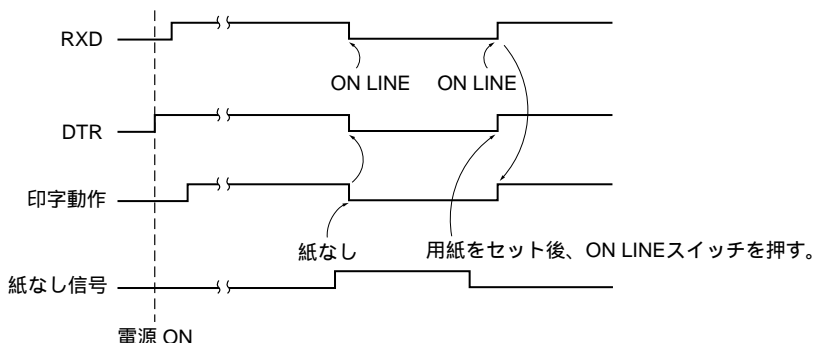 RXD
ON LINE
ON LINE
DTR
印字動作
紙なし
用紙をセット後、ON LINEスイッチを押す。
紙なし信号
電源 ON